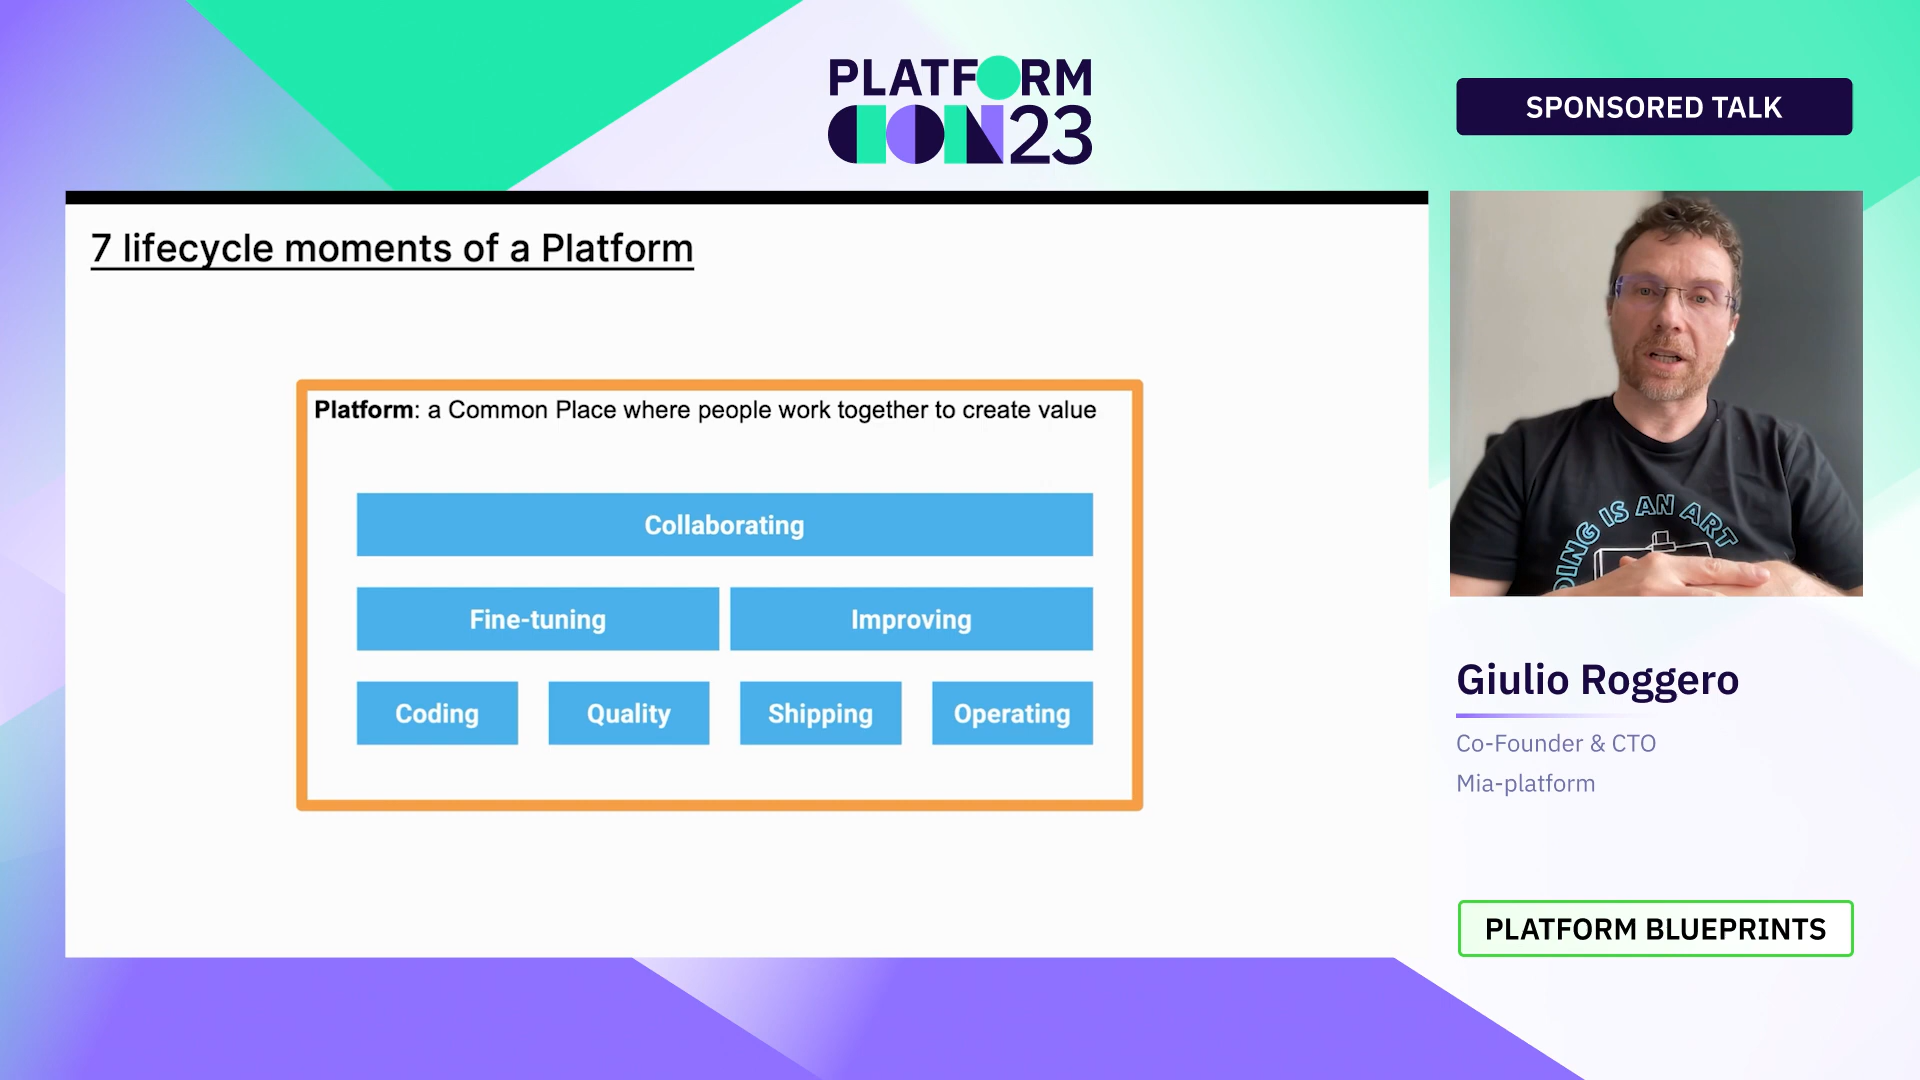 PLATFORM
CON23
SPONSORED TALK
7 lifecycle moments of a Platform
Platform: a Common Place where people work together to create value
Collaborating
Fine-tuning
Improving
Coding
Quality
Shipping
Operating
IS AN ART
Giulio Roggero
Co-Founder & CTO
Mia-platform
PLATFORM BLUEPRINTS